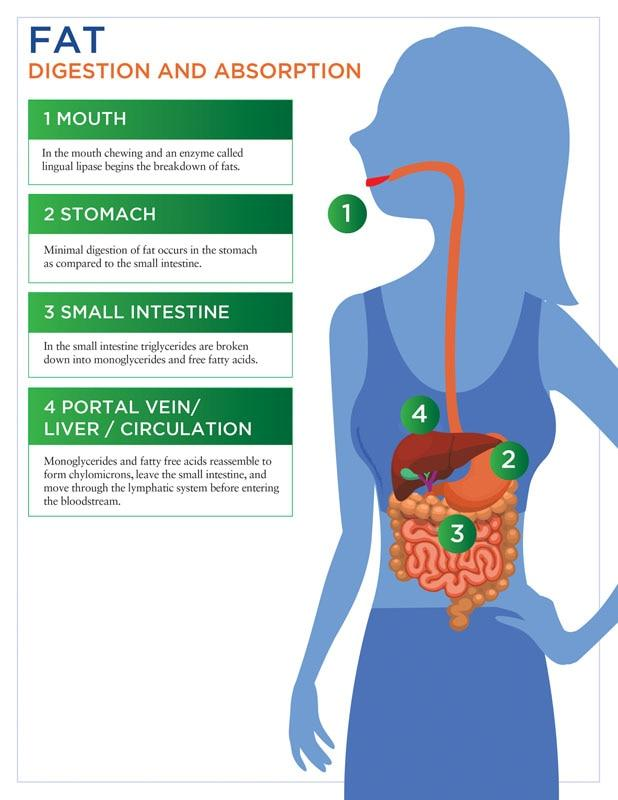 FAT
DIGESTION AND ABSORPTION
1 MOUTH
In the mouth chewing and an enzyme called
lingual lipase begins the breakdown of fats.
2 STOMACH
Minimal digestion of fat occurs in the stomach
as compared to the small intestine.
3 SMALL INTESTINE
In the small intestine triglycerides are broken
down into monoglycerides and free fatty acids.
4 PORTAL VEIN/
LIVER / CIRCULATION
Monoglycerides and fatty free acids reassemble to
form chylomicrons, leave the small intestine, and
move through the lymphatic system before entering
the bloodstream.
1
4
2
3